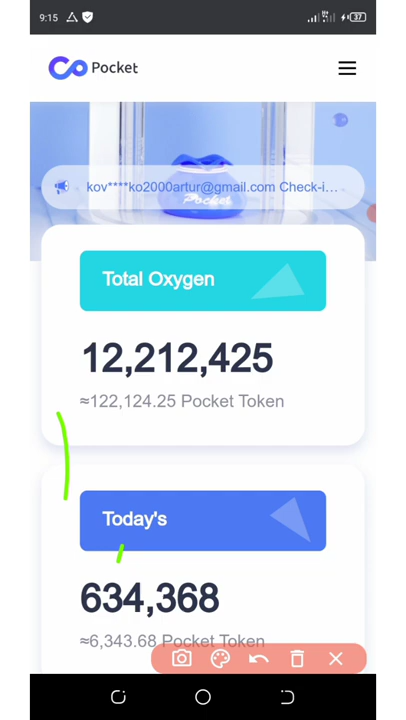 9:15
37
Pocket
kov****ko2000artur@gmail.com Check-i...
Pocket
Total Oxygen
12,212,425
≈122,124.25 Pocket Token
Today's
634,368
≈6,343.68 Pocket Token